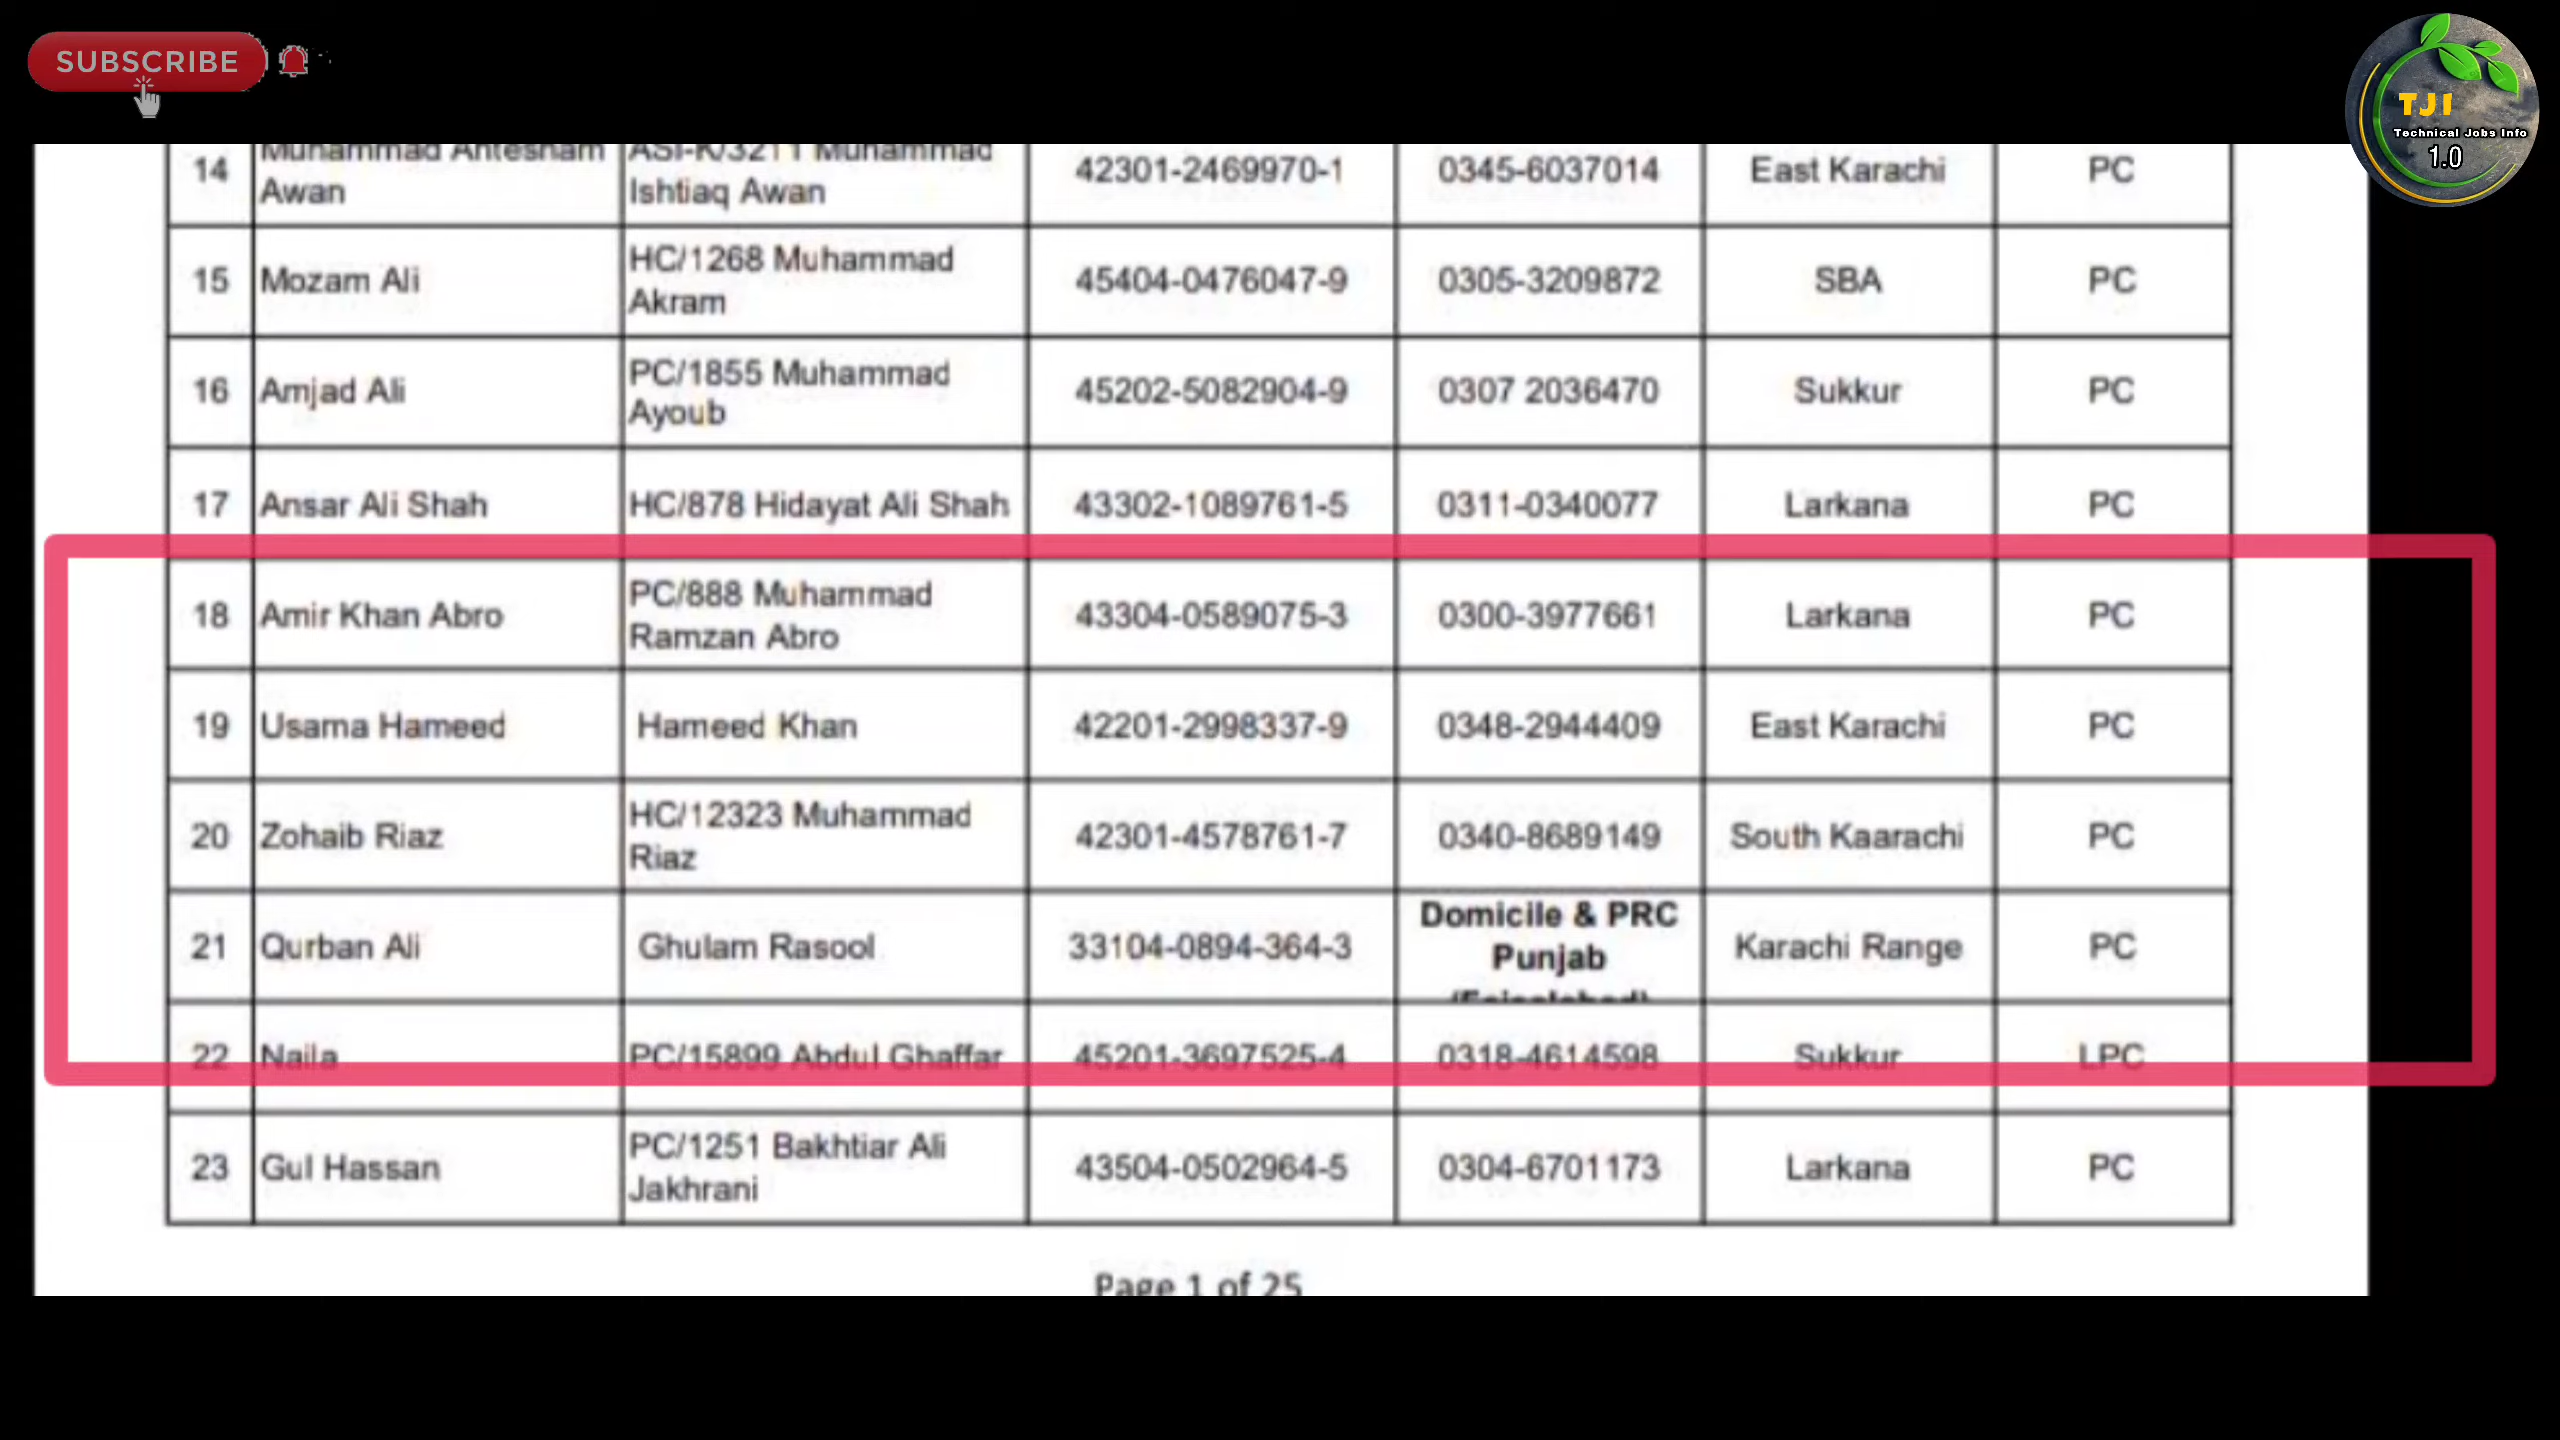 SUBSCRIBE
TJI
Technical Jobs Info
1.0
14 Muhammad Ahtesham Awan ASI-K/3211 Muhammad Ishtiaq Awan 42301-2469970-1 0345-6037014 East Karachi PC
15 Mozam Ali HC/1268 Muhammad Akram 45404-0476047-9 0305-3209872 SBA PC
16 Amjad Ali PC/1855 Muhammad Ayoub 45202-5082904-9 0307 2036470 Sukkur PC
17 Ansar Ali Shah HC/878 Hidayat Ali Shah 43302-1089761-5 0311-0340077 Larkana PC
18 Amir Khan Abro PC/888 Muhammad Ramzan Abro 43304-0589075-3 0300-3977661 Larkana PC
19 Usama Hameed Hameed Khan 42201-2998337-9 0348-2944409 East Karachi PC
20 Zohaib Riaz HC/12323 Muhammad Riaz 42301-4578761-7 0340-8689149 South Kaarachi PC
21 Qurban Ali Ghulam Rasool 33104-0894-364-3 Domicile & PRC Punjab Karachi Range PC
22 Naila PC/15899 Abdul Ghaffar 45201-3697525-4 0318-4614598 Sukkur LPC
23 Gul Hassan PC/1251 Bakhtiar Ali Jakhrani 43504-0502964-5 0304-6701173 Larkana PC
Page 1 of 25